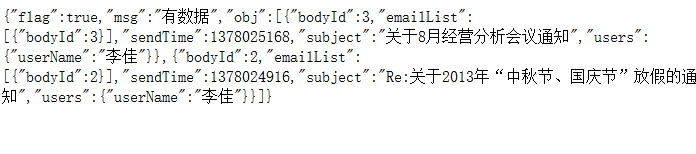 {"flag":true,"msg":"有数据","obj":[{"bodyId":3,"emailList":
[{"bodyId":3}],"sendTime":1378025168,"subject":"关于8月经营分析会议通知","users":
{"userName":"李佳"}},{"bodyId":2,"emailList":
[{"bodyId":2}],"sendTime":1378024916,"subject":"Re:关于2013年“中秋节、国庆节”放假的通
知","users":{"userName":"李佳"}}]}